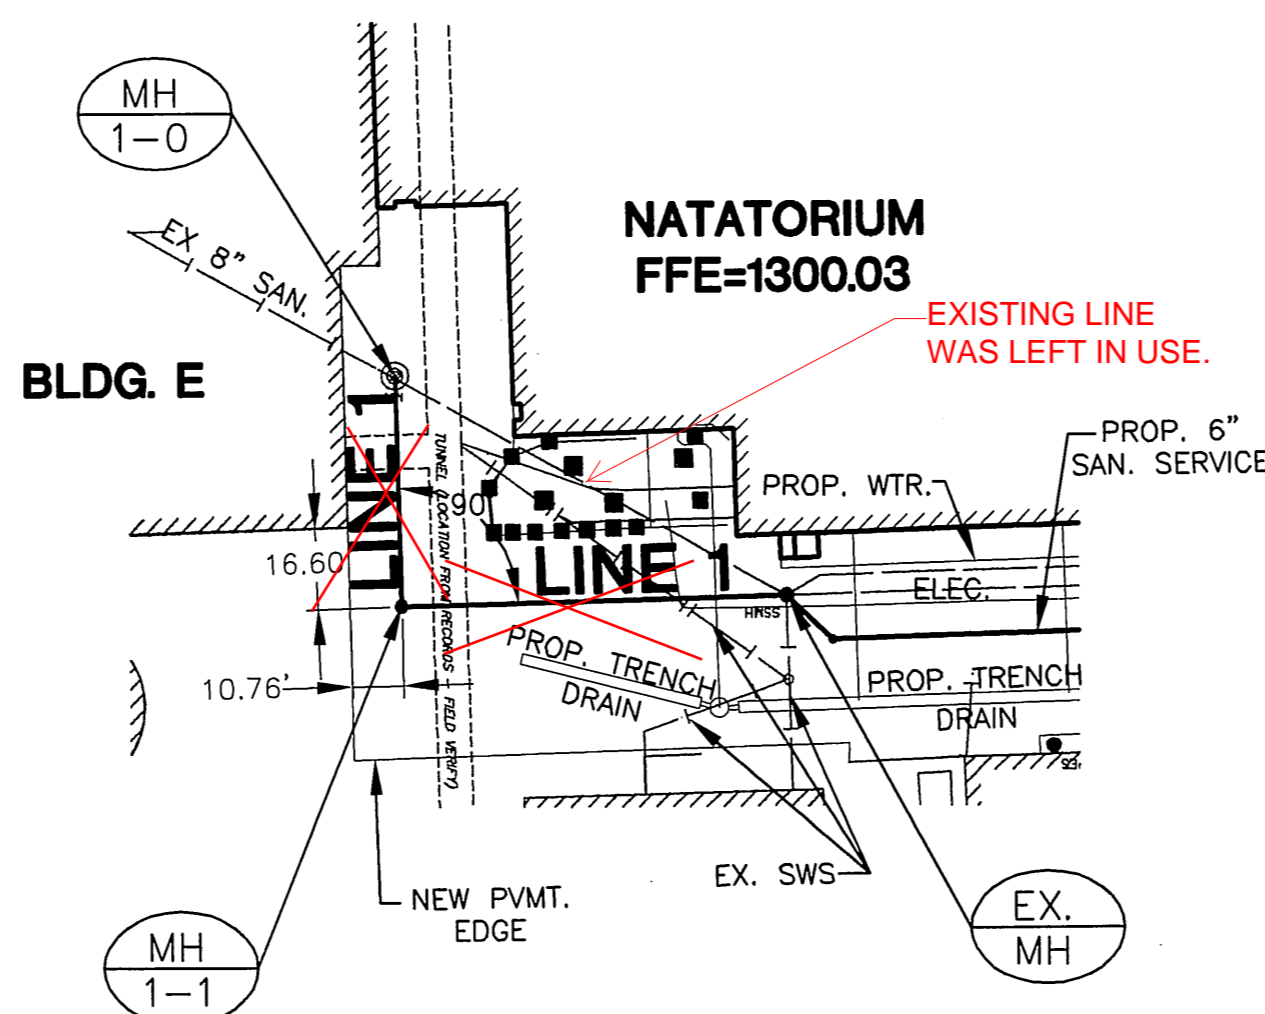 MH
1-0
EX 8" SAN.
NATATORIUM
FFE=1300.03
EXISTING LINE
WAS LEFT IN USE.
BLDG. E
LINE 1
PROP. 6"
SAN. SERVICE
PROP. WTR.
90
16.60
LINE 1
ELEC.
SSMH
TUNNEL (LOCATION FROM RECORDS - FIELD VERIFY)
PROP. TRENCH
DRAIN
10.76'
PROP. TRENCH
DRAIN
EX. SWS
NEW PVMT.
EDGE
EX.
MH
MH
1-1